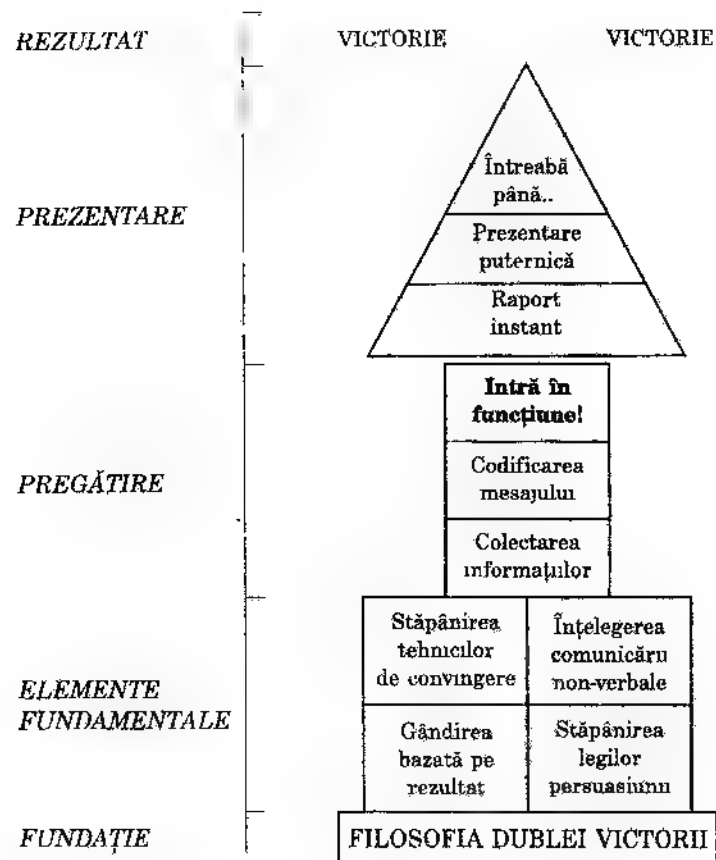 REZULTAT
VICTORIE
VICTORIE
PREZENTARE
Întreabă
până..
Prezentare
puternică
Raport
instant
PREGĂTIRE
Intră în
funcțiune!
Codificarea
mesajului
Colectarea
informațiilor
ELEMENTE
FUNDAMENTALE
Stăpânirea
tehnicilor
de convingere
Înțelegerea
comunicării
non-verbale
Gândirea
bazată pe
rezultat
Stăpânirea
legilor
persuasiunii
FUNDAȚIE
FILOSOFIA DUBLEI VICTORII